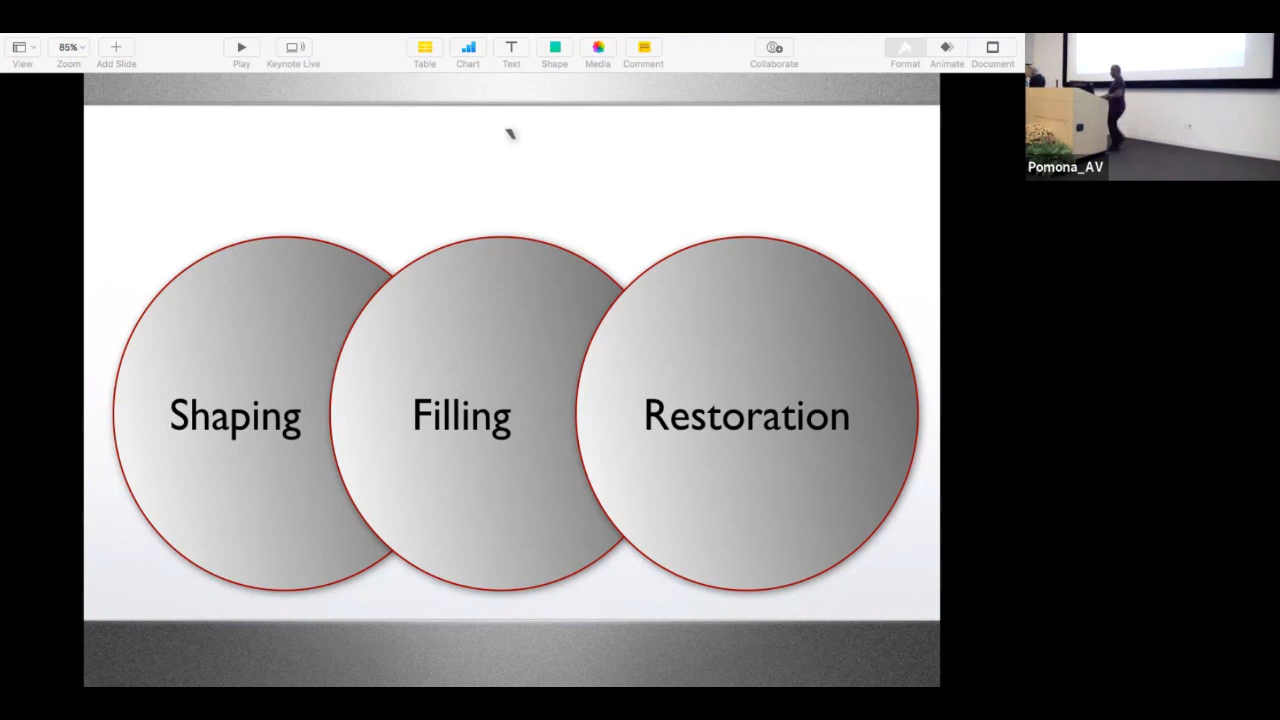 85%
View
Zoom
Add Slide
Play
Keynote Live
Table
Chart
Text
Shape
Media
Comment
Collaborate
Format
Animate
Document
Pomona_AV
`
Shaping
Filling
Restoration